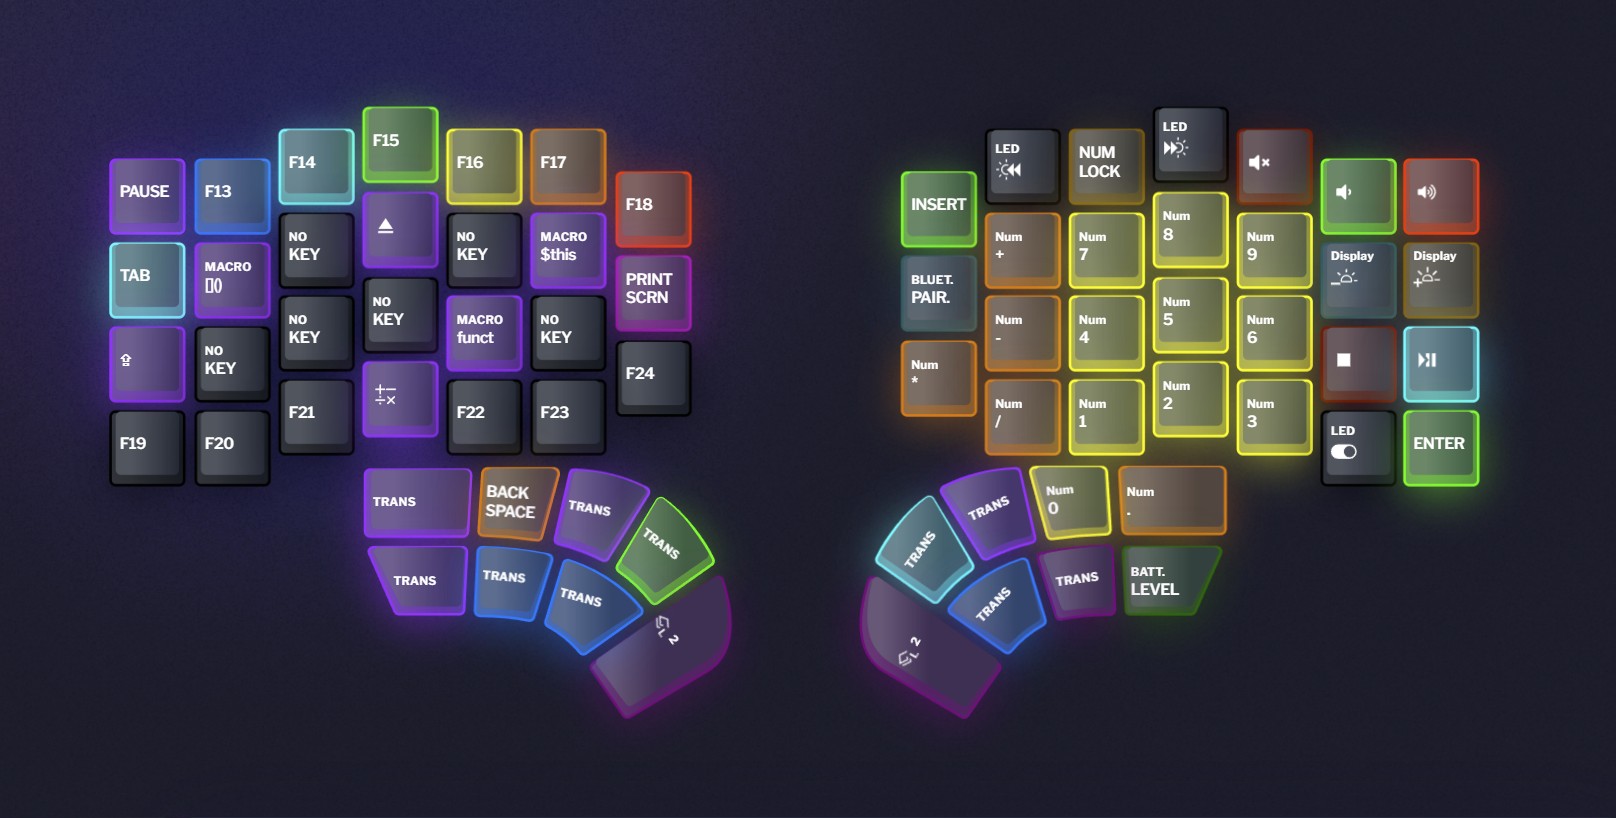 PAUSE
F13
F14
F15
F16
F17
F18
TAB
MACRO
[]()
NO
KEY
NO
KEY
MACRO
$this
PRINT
SCRN
NO
KEY
NO
KEY
NO
KEY
MACRO
funct
NO
KEY
F24
F19
F20
F21
F22
F23
TRANS
BACK
SPACE
TRANS
TRANS
TRANS
TRANS
TRANS
2
INSERT
LED
NUM
LOCK
LED
BLUET.
PAIR.
Num
+
Num
7
Num
8
Num
9
Display
Display
Num
*
Num
-
Num
4
Num
5
Num
6
Num
/
Num
1
Num
2
Num
3
LED
ENTER
TRANS
TRANS
Num
0
Num
.
TRANS
TRANS
BATT.
LEVEL
2